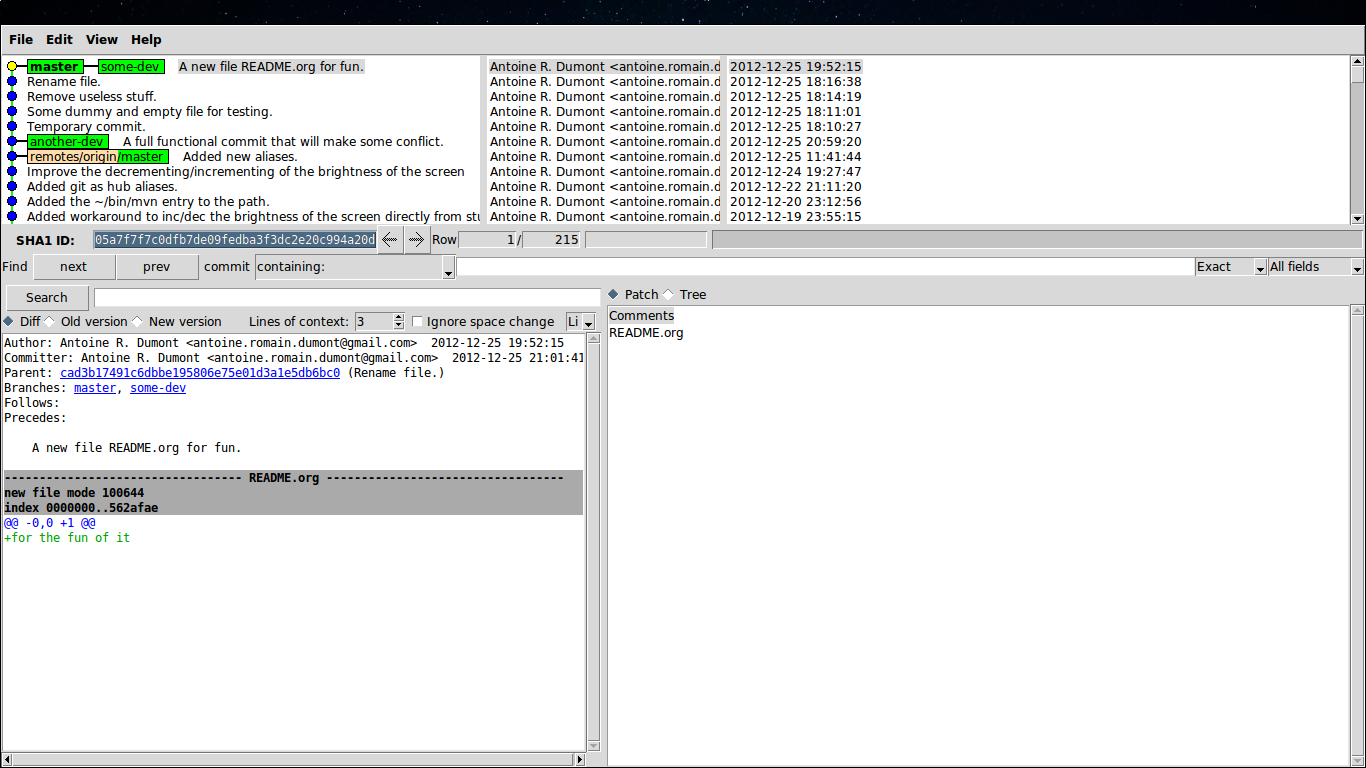 File Edit View Help
master some-dev A new file README.org for fun. Antoine R. Dumont <antoine.romain.d 2012-12-25 19:52:15
Rename file. Antoine R. Dumont <antoine.romain.d 2012-12-25 18:16:38
Remove useless stuff. Antoine R. Dumont <antoine.romain.d 2012-12-25 18:14:19
Some dummy and empty file for testing. Antoine R. Dumont <antoine.romain.d 2012-12-25 18:11:01
Temporary commit. Antoine R. Dumont <antoine.romain.d 2012-12-25 18:10:27
another-dev A full functional commit that will make some conflict. Antoine R. Dumont <antoine.romain.d 2012-12-25 20:59:20
remotes/origin/master Added new aliases. Antoine R. Dumont <antoine.romain.d 2012-12-25 11:41:44
Improve the decrementing/incrementing of the brightness of the screen Antoine R. Dumont <antoine.romain.d 2012-12-24 19:27:47
Added git as hub aliases. Antoine R. Dumont <antoine.romain.d 2012-12-22 21:11:20
Added the ~/bin/mvn entry to the path. Antoine R. Dumont <antoine.romain.d 2012-12-20 23:12:56
Added workaround to inc/dec the brightness of the screen directly from stu Antoine R. Dumont <antoine.romain.d 2012-12-19 23:55:15
SHA1 ID: 05a7f7f7c0dfb7de09fedba3f3dc2e20c994a20d Row 1 / 215
Find next prev commit containing: Exact All fields
Search
Diff Old version New version Lines of context: 3 Ignore space change Li
Author: Antoine R. Dumont <antoine.romain.dumont@gmail.com>  2012-12-25 19:52:15
Committer: Antoine R. Dumont <antoine.romain.dumont@gmail.com>  2012-12-25 21:01:41
Parent: cad3b17491c6dbbe195806e75e01d3a1e5db6bc0 (Rename file.)
Branches: master, some-dev
Follows:
Precedes:
A new file README.org for fun.
---------------------------------- README.org ----------------------------------
new file mode 100644
index 0000000..562afae
@@ -0,0 +1 @@
+for the fun of it
Patch Tree
Comments
README.org